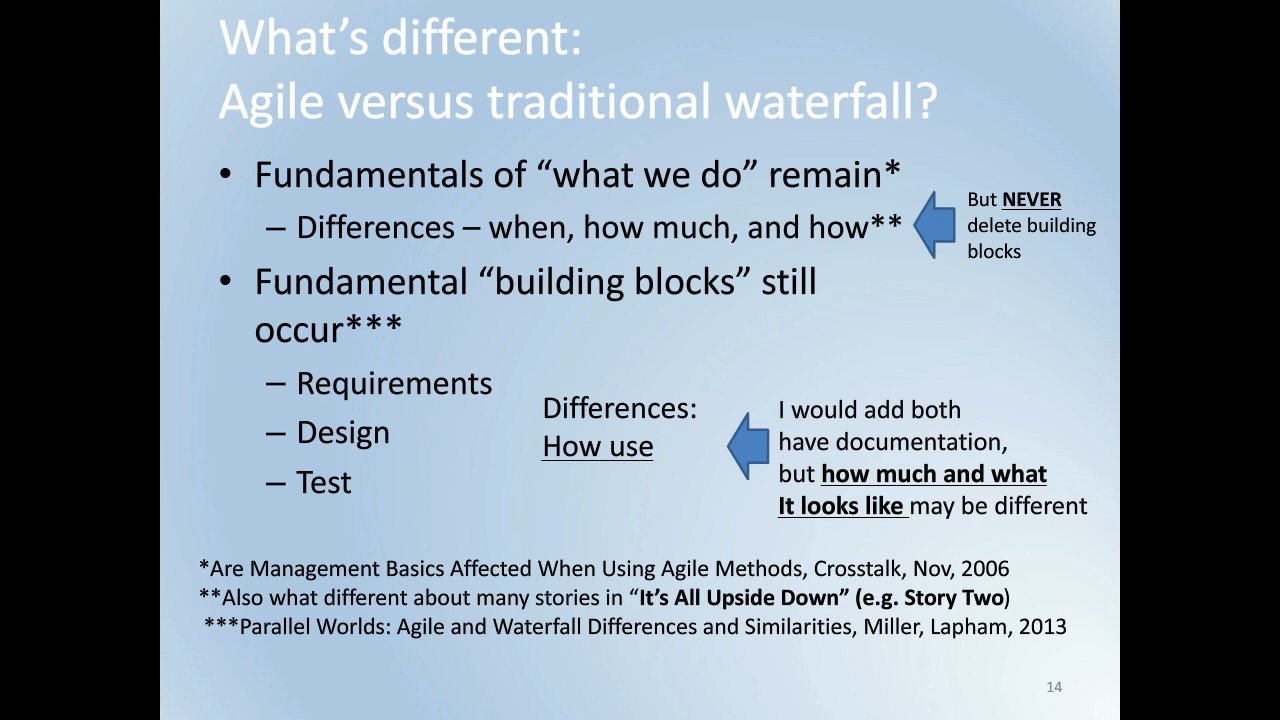 What’s different:
Agile versus traditional waterfall?
• Fundamentals of “what we do” remain*
– Differences – when, how much, and how**
But NEVER
delete building
blocks
• Fundamental “building blocks” still
occur***
– Requirements
– Design
– Test
Differences:
How use
I would add both
have documentation,
but how much and what
It looks like may be different
*Are Management Basics Affected When Using Agile Methods, Crosstalk, Nov, 2006
**Also what different about many stories in “It’s All Upside Down” (e.g. Story Two)
***Parallel Worlds: Agile and Waterfall Differences and Similarities, Miller, Lapham, 2013
14